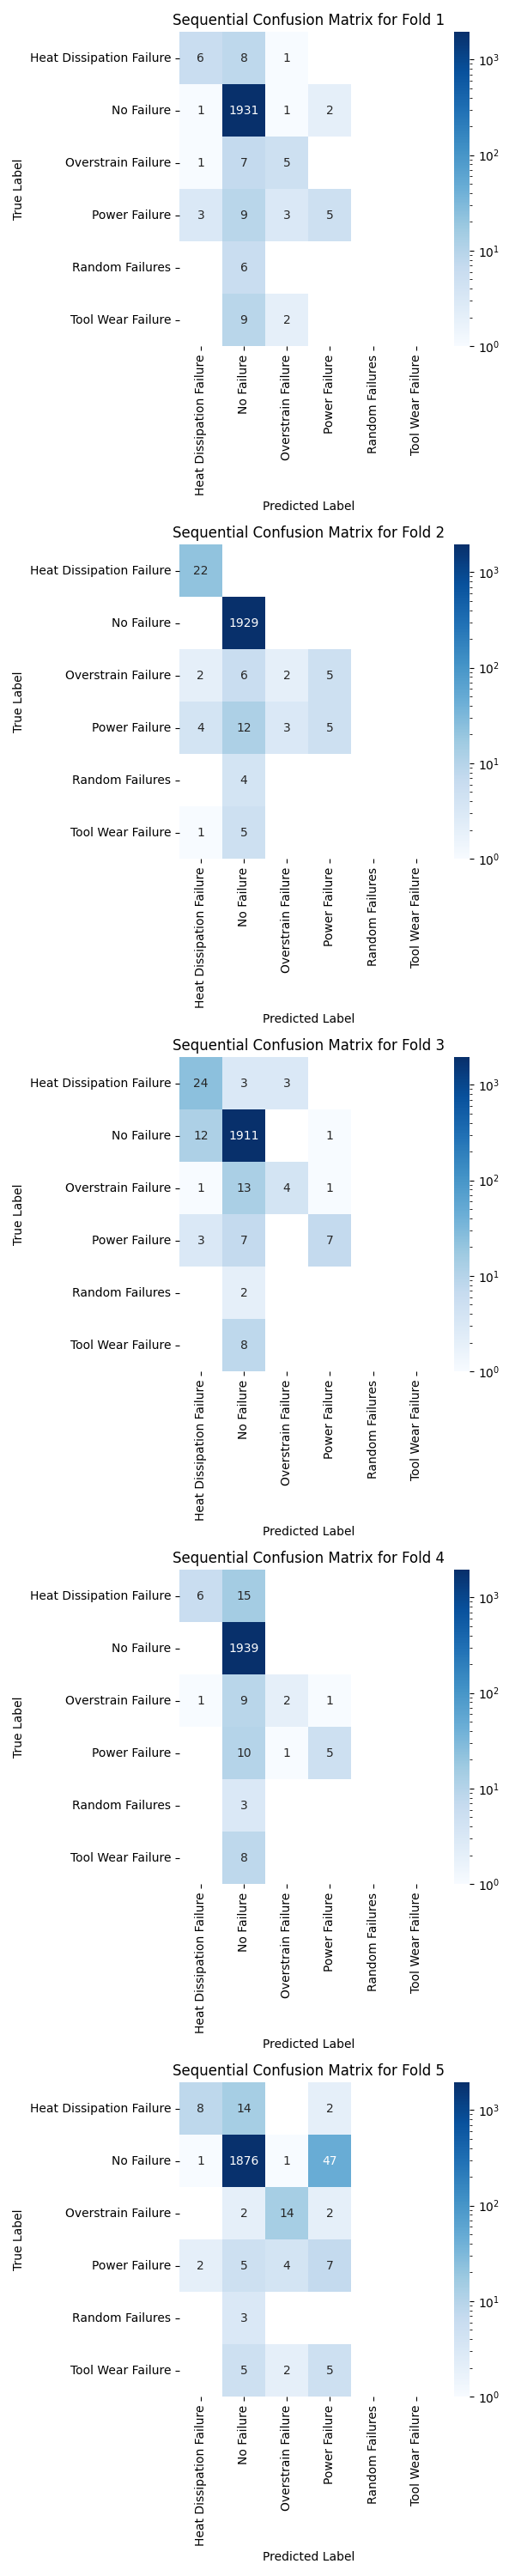 Sequential Confusion Matrix for Fold 1
True Label
Heat Dissipation Failure 6 8 1
No Failure 1 1931 1 2
Overstrain Failure 1 7 5
Power Failure 3 9 3 5
Random Failures 6
Tool Wear Failure 9 2
10³
10²
10¹
10⁰
Heat Dissipation Failure
No Failure
Overstrain Failure
Power Failure
Random Failures
Tool Wear Failure
Predicted Label
Sequential Confusion Matrix for Fold 2
True Label
Heat Dissipation Failure 22
No Failure 1929
Overstrain Failure 2 6 2 5
Power Failure 4 12 3 5
Random Failures 4
Tool Wear Failure 1 5
10³
10²
10¹
10⁰
Heat Dissipation Failure
No Failure
Overstrain Failure
Power Failure
Random Failures
Tool Wear Failure
Predicted Label
Sequential Confusion Matrix for Fold 3
True Label
Heat Dissipation Failure 24 3 3
No Failure 12 1911 1
Overstrain Failure 1 13 4 1
Power Failure 3 7 7
Random Failures 2
Tool Wear Failure 8
10³
10²
10¹
10⁰
Heat Dissipation Failure
No Failure
Overstrain Failure
Power Failure
Random Failures
Tool Wear Failure
Predicted Label
Sequential Confusion Matrix for Fold 4
True Label
Heat Dissipation Failure 6 15
No Failure 1939
Overstrain Failure 1 9 2 1
Power Failure 10 1 5
Random Failures 3
Tool Wear Failure 8
10³
10²
10¹
10⁰
Heat Dissipation Failure
No Failure
Overstrain Failure
Power Failure
Random Failures
Tool Wear Failure
Predicted Label
Sequential Confusion Matrix for Fold 5
True Label
Heat Dissipation Failure 8 14 2
No Failure 1 1876 1 47
Overstrain Failure 2 14 2
Power Failure 2 5 4 7
Random Failures 3
Tool Wear Failure 5 2 5
10³
10²
10¹
10⁰
Heat Dissipation Failure
No Failure
Overstrain Failure
Power Failure
Random Failures
Tool Wear Failure
Predicted Label